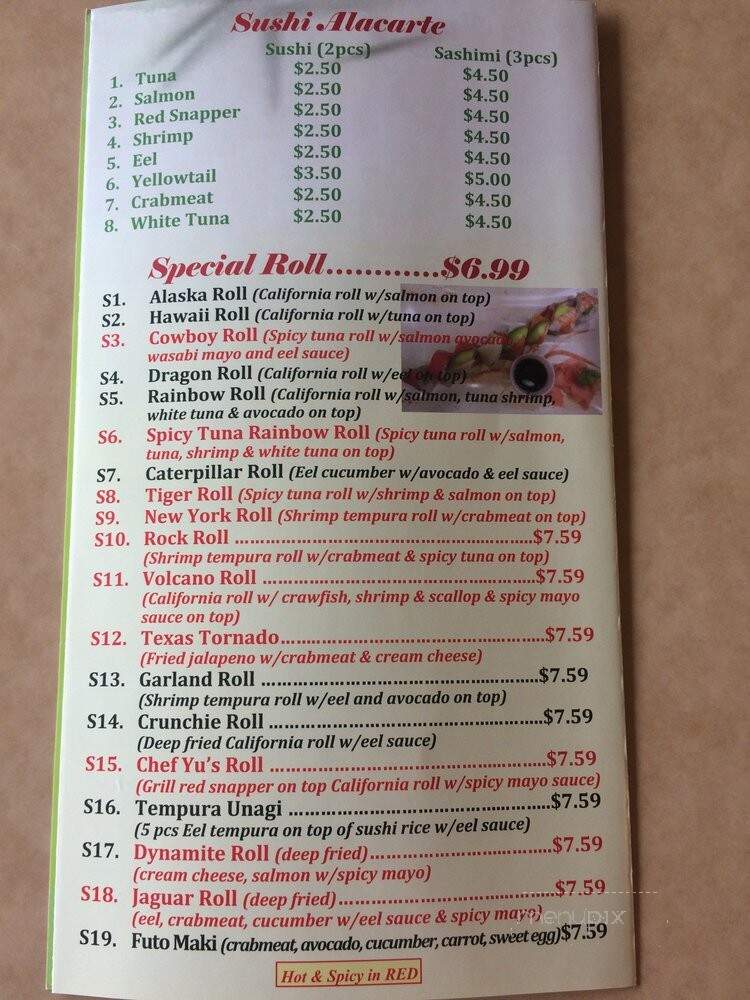 Sushi Alacarte
Sushi (2pcs) Sashimi (3pcs)
1. Tuna $2.50 $4.50
2. Salmon $2.50 $4.50
3. Red Snapper $2.50 $4.50
4. Shrimp $2.50 $4.50
5. Eel $2.50 $4.50
6. Yellowtail $3.50 $5.00
7. Crabmeat $2.50 $4.50
8. White Tuna $2.50 $4.50
Special Roll............$6.99
S1. Alaska Roll (California roll w/salmon on top)
S2. Hawaii Roll (California roll w/tuna on top)
S3. Cowboy Roll (Spicy tuna roll w/salmon avocado
wasabi mayo and eel sauce)
S4. Dragon Roll (California roll w/eel on top)
S5. Rainbow Roll (California roll w/salmon, tuna shrimp,
white tuna & avocado on top)
S6. Spicy Tuna Rainbow Roll (Spicy tuna roll w/salmon,
tuna, shrimp & white tuna on top)
S7. Caterpillar Roll (Eel cucumber w/avocado & eel sauce)
S8. Tiger Roll (Spicy tuna roll w/shrimp & salmon on top)
S9. New York Roll (Shrimp tempura roll w/crabmeat on top)
S10. Rock Roll ....................................................$7.59
(Shrimp tempura roll w/crabmeat & spicy tuna on top)
S11. Volcano Roll ................................................$7.59
(California roll w/ crawfish, shrimp & scallop & spicy mayo
sauce on top)
S12. Texas Tornado..............................................$7.59
(Fried jalapeno w/crabmeat & cream cheese)
S13. Garland Roll ................................................$7.59
(Shrimp tempura roll w/eel and avocado on top)
S14. Crunchie Roll ................................................$7.59
(Deep fried California roll w/eel sauce)
S15. Chef Yu's Roll ................................................$7.59
(Grill red snapper on top California roll w/spicy mayo sauce)
S16. Tempura Unagi ..............................................$7.59
(5 pcs Eel tempura on top of sushi rice w/eel sauce)
S17. Dynamite Roll (deep fried)................................$7.59
(cream cheese, salmon w/spicy mayo)
S18. Jaguar Roll (deep fried)......................................$7.59
(eel, crabmeat, cucumber w/eel sauce & spicy mayo)
S19. Futo Maki (crabmeat, avocado, cucumber, carrot, sweet egg)$7.59
Hot & Spicy in RED